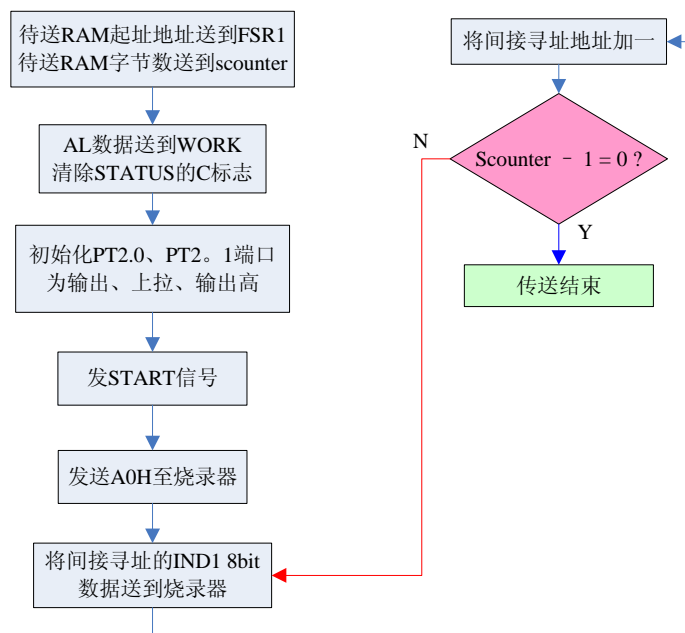 待送RAM起址地址送到FSR1
待送RAM字节数送到scounter
AL数据送到WORK
清除STATUS的C标志
初始化PT2.0、PT2。1端口
为输出、上拉、输出高
发START信号
发送A0H至烧录器
将间接寻址的IND1 8bit
数据送到烧录器
将间接寻址地址加一
N
Scounter － 1 = 0 ?
Y
传送结束